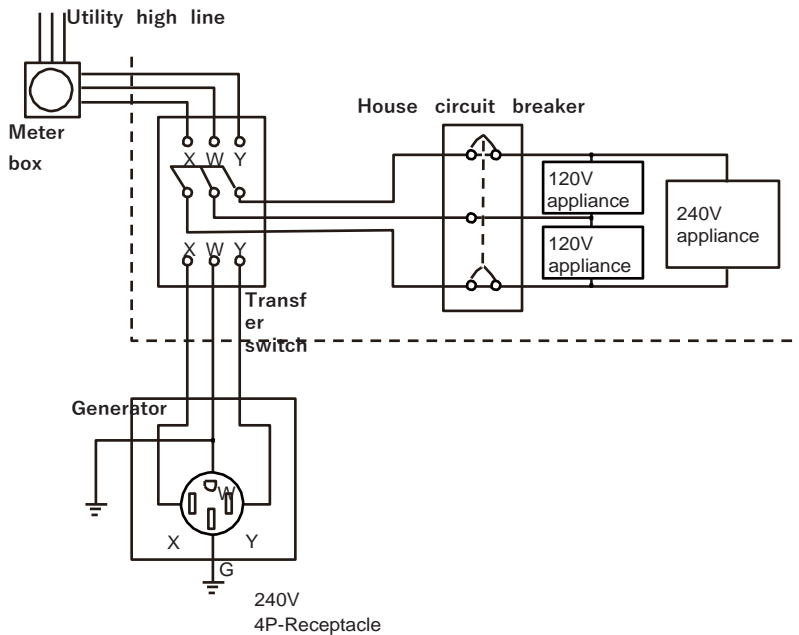 Utility high line
Meter
box
House circuit breaker
X W Y
120V
appliance
240V
appliance
120V
appliance
X W Y
Transf
er
switch
Generator
W
X Y
G
240V
4P-Receptacle